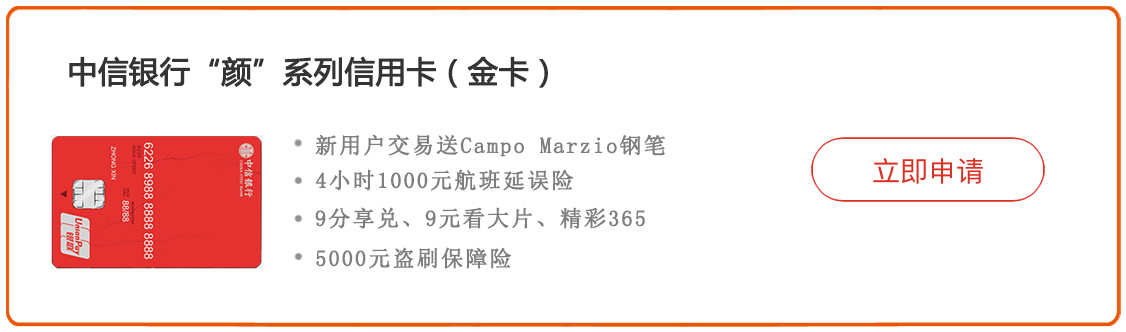 中信银行“颜”系列信用卡（金卡）
新用户交易送Campo Marzio钢笔
4小时1000元航班延误险
9分享兑、9元看大片、精彩365
5000元盗刷保障险
立即申请
中信银行
CHINA CITIC BANK
6226 8988 8888 8888
88/88
ZHONG XIN
UnionPay
银联